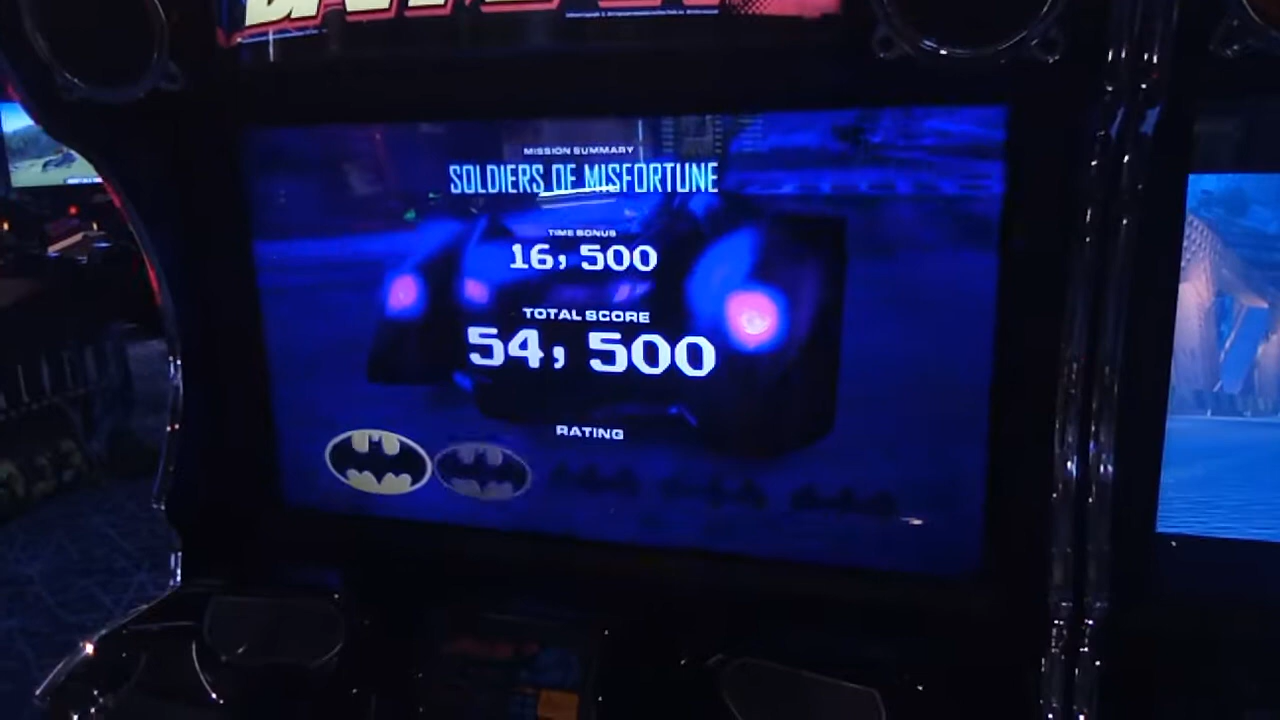 MISSION SUMMARY
SOLDIERS OF MISFORTUNE
TIME BONUS
16,500
TOTAL SCORE
54,500
RATING